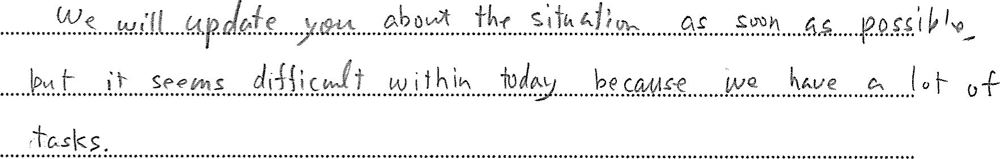 We will update you about the situation as soon as possible
but it seems difficult within today because we have a lot of
tasks.